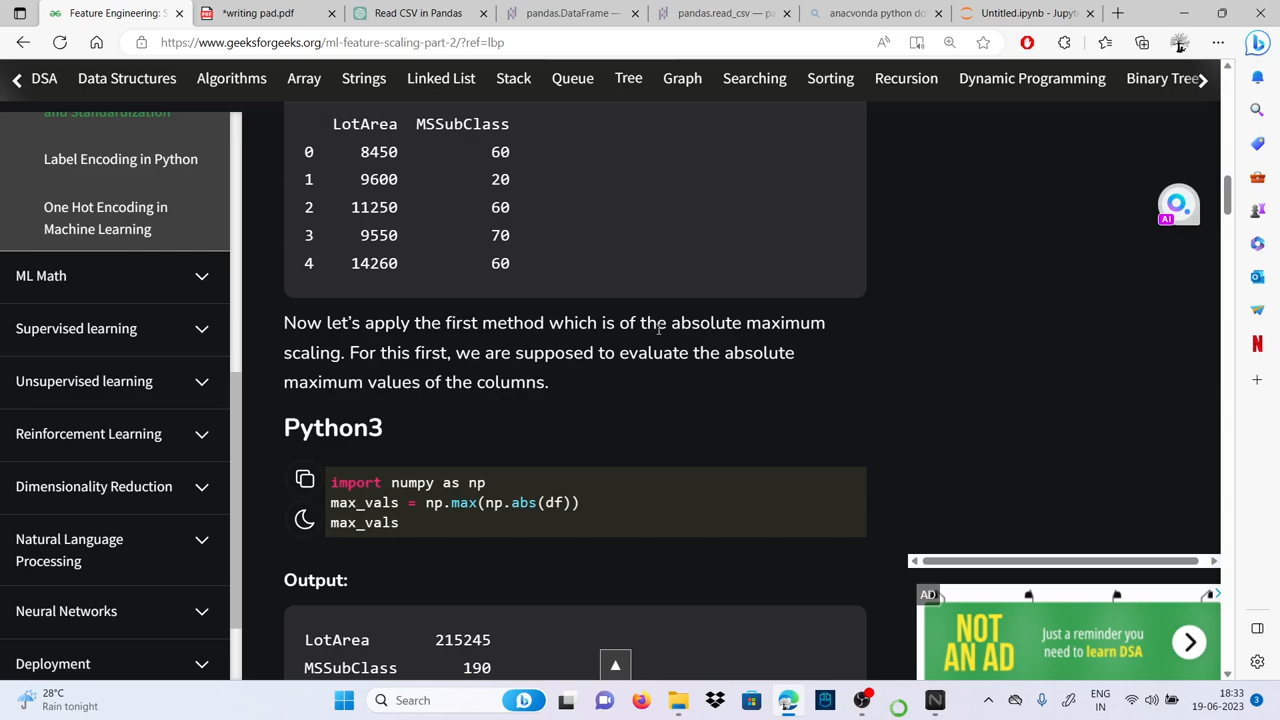 Feature Engineering: S
*writing pad.pdf
Read CSV in Pandas
pandas.DataFrame —
pandas.read_csv — pa
anacvonda python do
Untitled.ipynb - Jupyte
https://www.geeksforgeeks.org/ml-feature-scaling-part-2/?ref=lbp
DSA Data Structures Algorithms Array Strings Linked List Stack Queue Tree Graph Searching Sorting Recursion Dynamic Programming Binary Tree
and Standardization
Label Encoding in Python
One Hot Encoding in
Machine Learning
ML Math
Supervised learning
Unsupervised learning
Reinforcement Learning
Dimensionality Reduction
Natural Language
Processing
Neural Networks
Deployment
LotArea MSSubClass
0 8450 60
1 9600 20
2 11250 60
3 9550 70
4 14260 60
Now let's apply the first method which is of the absolute maximum
scaling. For this first, we are supposed to evaluate the absolute
maximum values of the columns.
Python3
import numpy as np
max_vals = np.max(np.abs(df))
max_vals
Output:
LotArea 215245
MSSubClass 190
AI
AD
NOT
AN AD
Just a reminder you
need to learn DSA
28°C
Rain tonight
Search
ENG
IN
18:33
19-06-2023
3